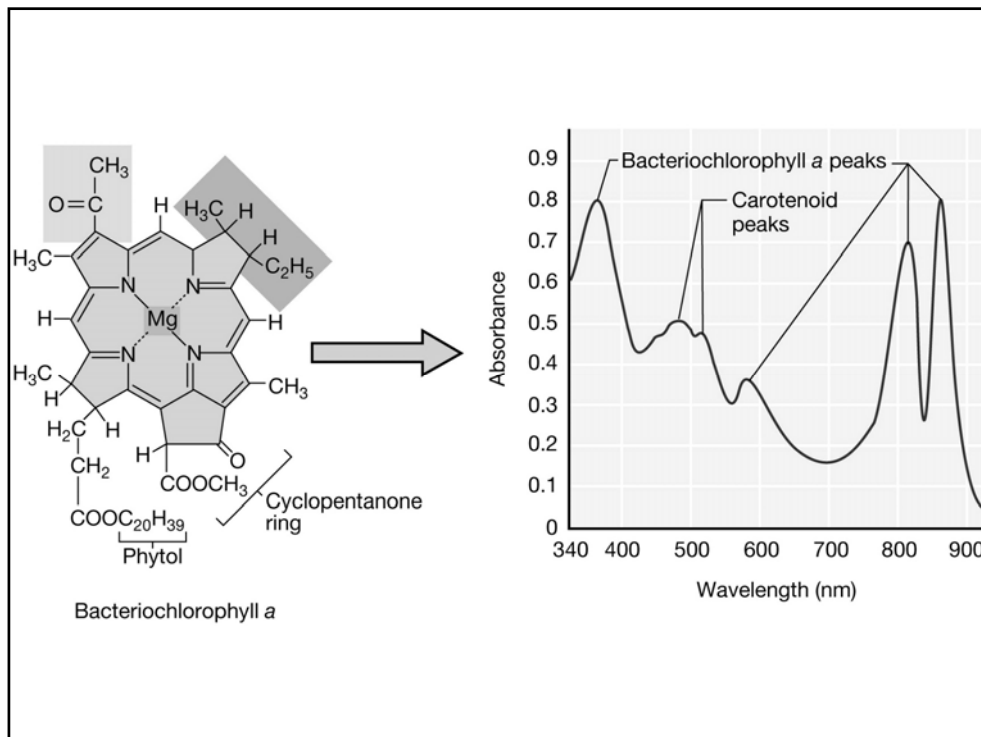 CH₃
O=C
H
H₃C
H
H
C₂H₅
H₃C
N
N
H
Mg
H
N
N
H₃C
H
CH₃
H₂C
H
CH₂
H
O
COOCH₃
Cyclopentanone
ring
COOC₂₀H₃₉
Phytol
Bacteriochlorophyll a
Absorbance
0.9
0.8
0.7
0.6
0.5
0.4
0.3
0.2
0.1
0
Bacteriochlorophyll a peaks
Carotenoid
peaks
340 400 500 600 700 800 900
Wavelength (nm)